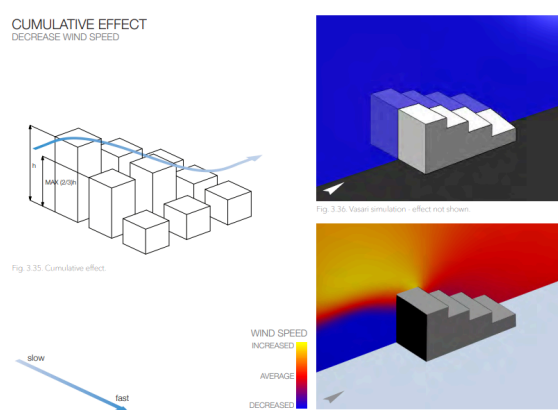 CUMULATIVE EFFECT
DECREASE WIND SPEED
h
MAX (2/3)h
Fig. 3.35. Cumulative effect.
Fig. 3.36. Vasari simulation - effect not shown.
WIND SPEED
INCREASED
AVERAGE
DECREASED
slow
fast